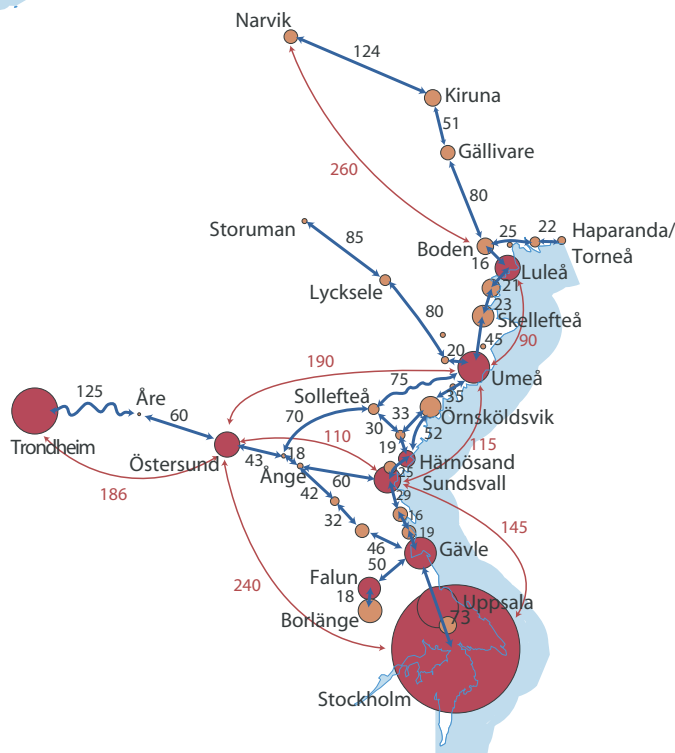 Narvik
124
Kiruna
51
Gällivare
260
80
Storuman
85
Boden
25
22
Haparanda/
Torneå
16
Luleå
Lycksele
21
23
Skellefteå
80
45
90
20
190
75
Umeå
125
Åre
Sollefteå
35
60
70
33
Örnsköldsvik
Trondheim
110
30
52
115
Östersund
43
18
19
Härnösand
186
Ånge
60
25
Sundsvall
42
29
32
16
145
19
46
Gävle
50
240
Falun
18
Uppsala
Borlänge
73
Stockholm